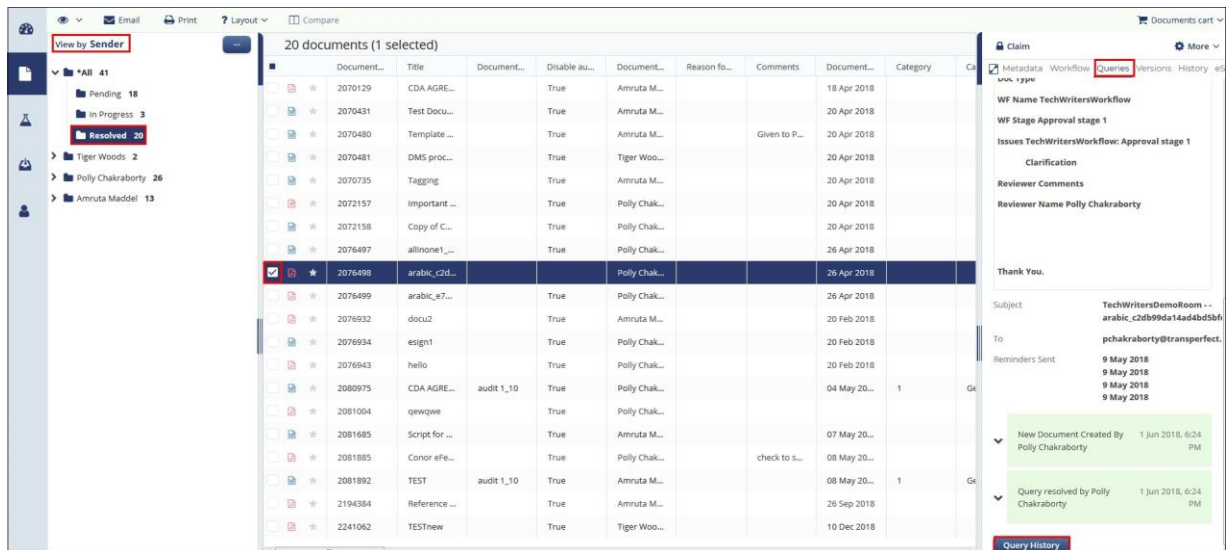 Email Print ? Layout Compare Documents cart
View by Sender ...
*All 41
Pending 18
In Progress 3
Resolved 20
Tiger Woods 2
Polly Chakraborty 26
Amruta Maddel 13
20 documents (1 selected)
Document... Title Document... Disable au... Document... Reason fo... Comments Document... Category Ca
2070129 CDA AGRE... True Amruta M... 18 Apr 2018
2070431 Test Docu... True Amruta M... 20 Apr 2018
2070480 Template ... True Amruta M... Given to P... 20 Apr 2018
2070481 DMS proc... True Tiger Woo... 20 Apr 2018
2070735 Tagging True Amruta M... 20 Apr 2018
2072157 Important ... True Polly Chak... 20 Apr 2018
2072158 Copy of C... True Polly Chak... 20 Apr 2018
2076497 allinone1_... True Polly Chak... 26 Apr 2018
2076498 arabic_c2d... Polly Chak... 26 Apr 2018
2076499 arabic_e7... True Polly Chak... 26 Apr 2018
2076932 docu2 True Amruta M... 20 Feb 2018
2076934 esign1 True Polly Chak... 20 Feb 2018
2076943 hello True Polly Chak... 20 Feb 2018
2080975 CDA AGRE... audit 1_10 True Polly Chak... 04 May 20... 1 Ge
2081004 qewqwe True Polly Chak...
2081685 Script for ... True Amruta M... 07 May 20...
2081885 Conor eFe... True Polly Chak... check to s... 08 May 20...
2081892 TEST audit 1_10 True Amruta M... 08 May 20... 1 Ge
2194384 Reference ... True Amruta M... 26 Sep 2018
2241062 TESTnew True Tiger Woo... 10 Dec 2018
Claim More
Metadata Workflow Queries Versions History eS
Doc Type
WF Name TechWritersWorkflow
WF Stage Approval stage 1
Issues TechWritersWorkflow: Approval stage 1
Clarification
Reviewer Comments
Reviewer Name Polly Chakraborty
Thank You.
Subject TechWritersDemoRoom - -
arabic_c2db99da14ad4bd5bf
To pchakraborty@transperfect.
Reminders Sent 9 May 2018
9 May 2018
9 May 2018
9 May 2018
New Document Created By 1 Jun 2018, 6:24
Polly Chakraborty PM
Query resolved by Polly 1 Jun 2018, 6:24
Chakraborty PM
Query History